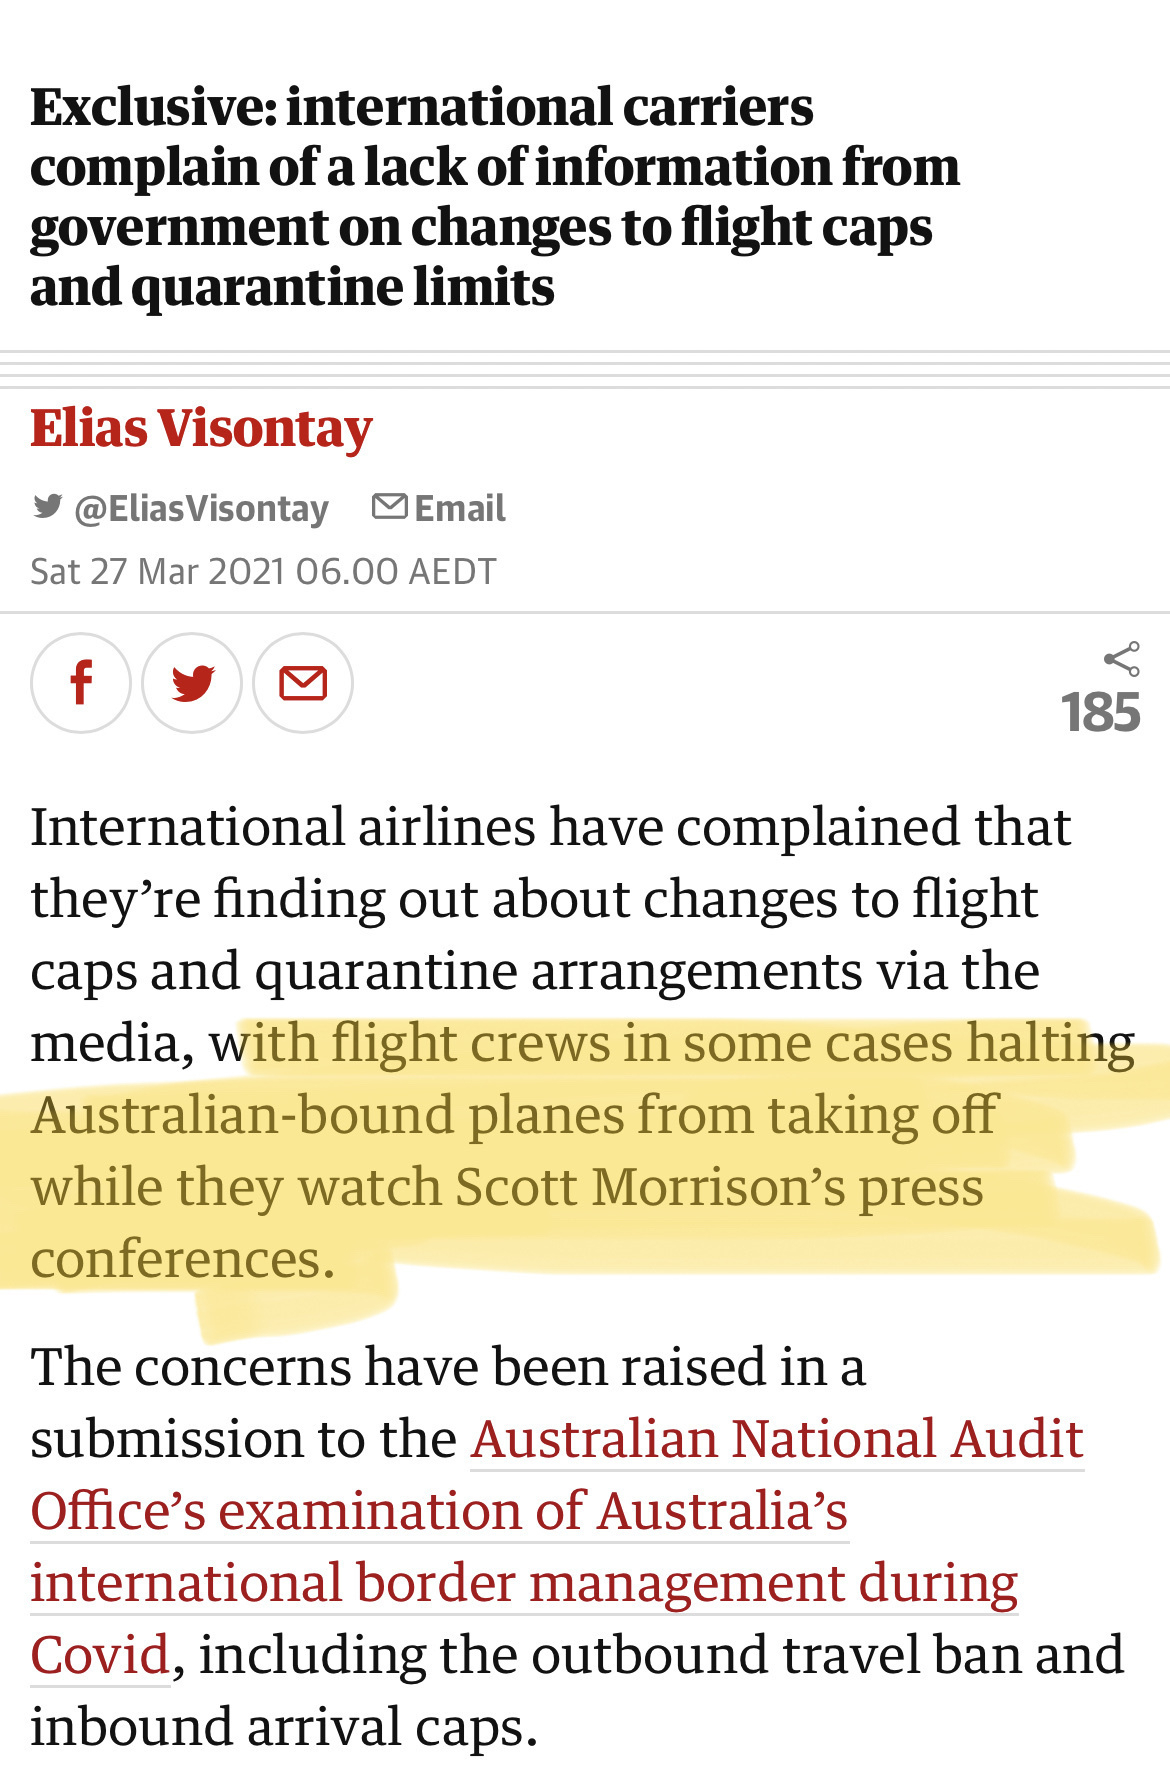 Exclusive: international carriers
complain of a lack of information from
government on changes to flight caps
and quarantine limits
Elias Visontay
@EliasVisontay Email
Sat 27 Mar 2021 06.00 AEDT
185
International airlines have complained that
they’re finding out about changes to flight
caps and quarantine arrangements via the
media, with flight crews in some cases halting
Australian-bound planes from taking off
while they watch Scott Morrison’s press
conferences.
The concerns have been raised in a
submission to the Australian National Audit
Office’s examination of Australia’s
international border management during
Covid, including the outbound travel ban and
inbound arrival caps.